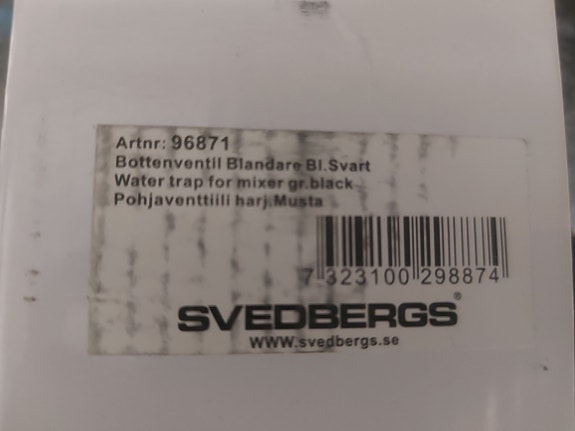 Artnr: 96871
Bottenventil Blandare Bl.Svart
Water trap for mixer gr.black
Pohjaventtiili harj.Musta
7 323100 298874
SVEDBERGS®
www.svedbergs.se